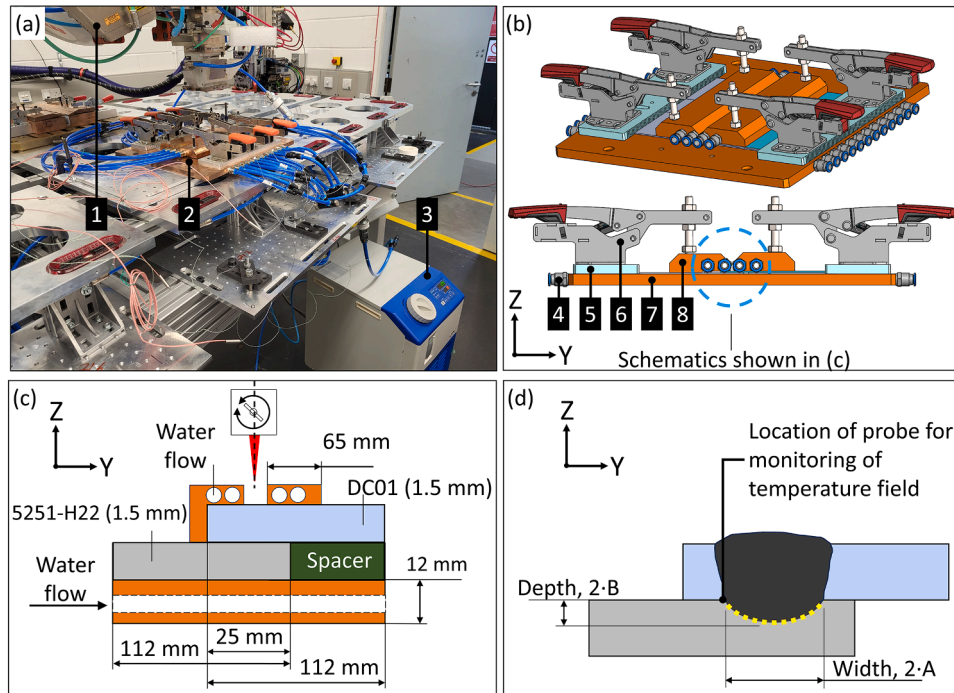 (a)
1
2
3
(b)
4
5
6
7
8
Z
Y
Schematics shown in (c)
(c)
Z
Y
Water
flow
65 mm
DC01 (1.5 mm)
5251-H22 (1.5 mm)
Spacer
12 mm
Water
flow
25 mm
112 mm
112 mm
(d)
Z
Y
Location of probe for
monitoring of
temperature field
Depth, 2·B
Width, 2·A